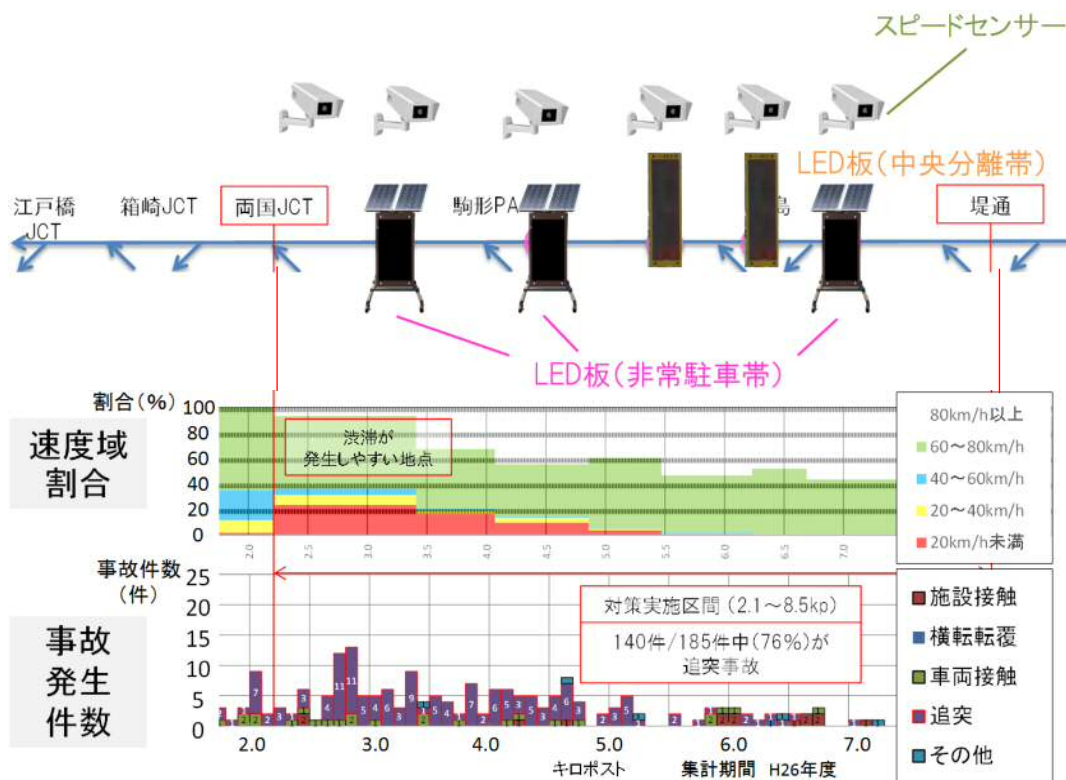 スピードセンサー
LED板(中央分離帯)
江戸橋
JCT
箱崎JCT
両国JCT
駒形PA
島
堤通
LED板(非常駐車帯)
速度域
割合
割合(%)
100
80
60
40
20
0
渋滞が
発生しやすい地点
2.0 2.5 3.0 3.5 4.0 4.5 5.0 5.5 6.0 6.5 7.0
80km/h以上
60~80km/h
40~60km/h
20~40km/h
20km/h未満
事故
発生
件数
事故件数
(件)
25
20
15
10
5
0
対策実施区間 (2.1~8.5kp)
140件/185件中(76%)が
追突事故
2.0 3.0 4.0 5.0 6.0 7.0
キロポスト
集計期間 H26年度
施設接触
横転転覆
車両接触
追突
その他